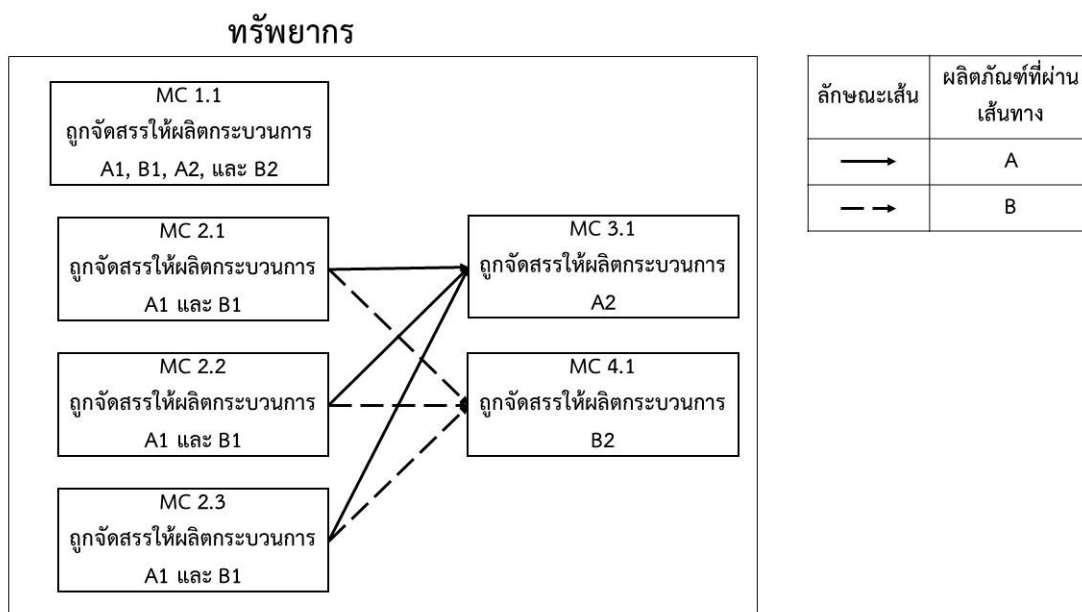 ทรัพยากร
MC 1.1
ถูกจัดสรรให้ผลิตกระบวนการ
A1, B1, A2, และ B2
MC 2.1
ถูกจัดสรรให้ผลิตกระบวนการ
A1 และ B1
MC 2.2
ถูกจัดสรรให้ผลิตกระบวนการ
A1 และ B1
MC 2.3
ถูกจัดสรรให้ผลิตกระบวนการ
A1 และ B1
MC 3.1
ถูกจัดสรรให้ผลิตกระบวนการ
A2
MC 4.1
ถูกจัดสรรให้ผลิตกระบวนการ
B2
ลักษณะเส้น
ผลิตภัณฑ์ที่ผ่าน
เส้นทาง
A
B